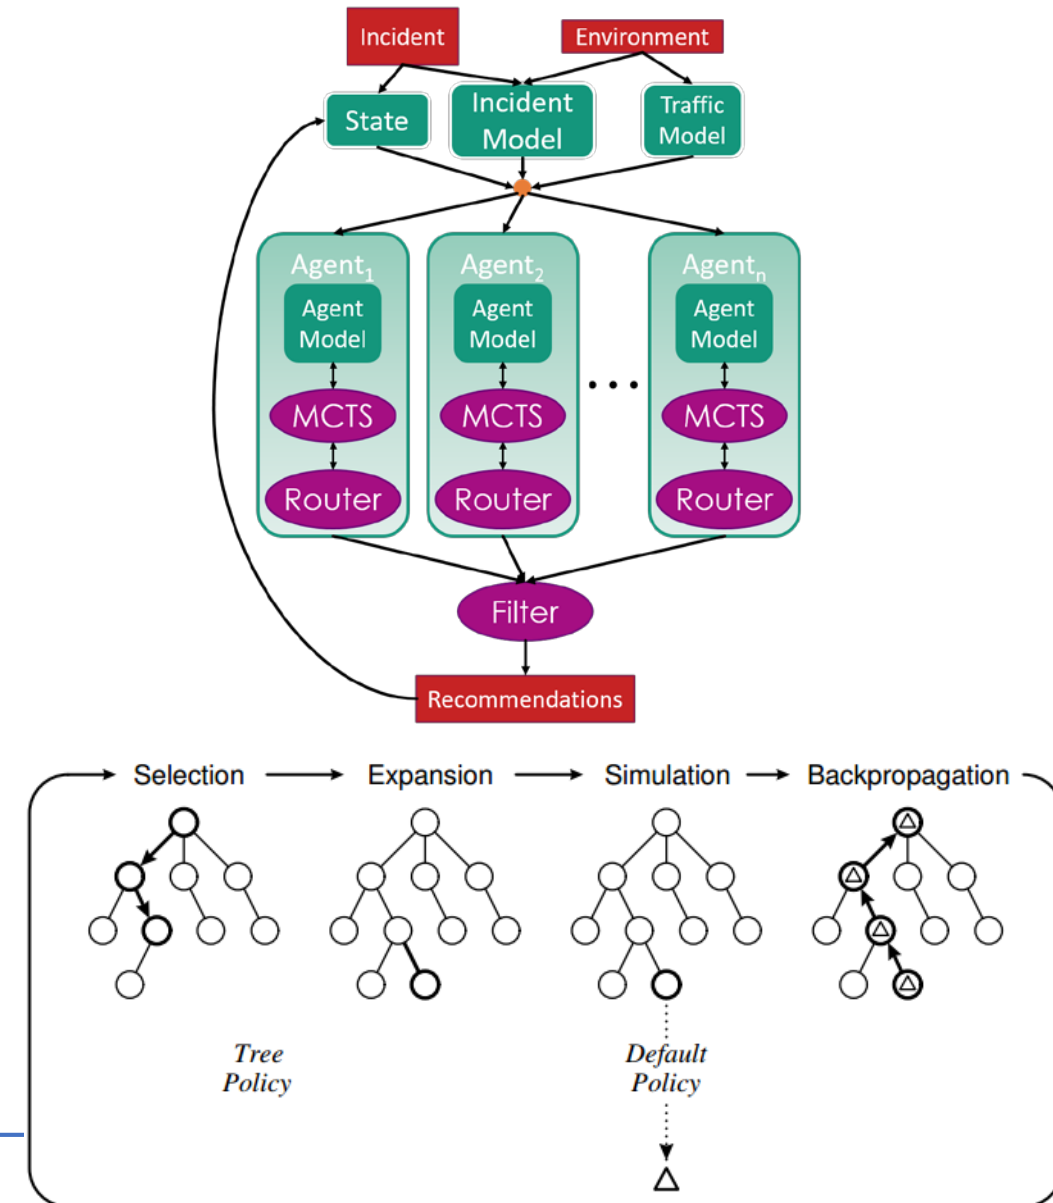 Incident
Environment
State
Incident
Model
Traffic
Model
Agent1
Agent2
Agentn
Agent
Model
Agent
Model
Agent
Model
...
MCTS
MCTS
MCTS
Router
Router
Router
Filter
Recommendations
Selection
Expansion
Simulation
Backpropagation
Tree
Policy
Default
Policy